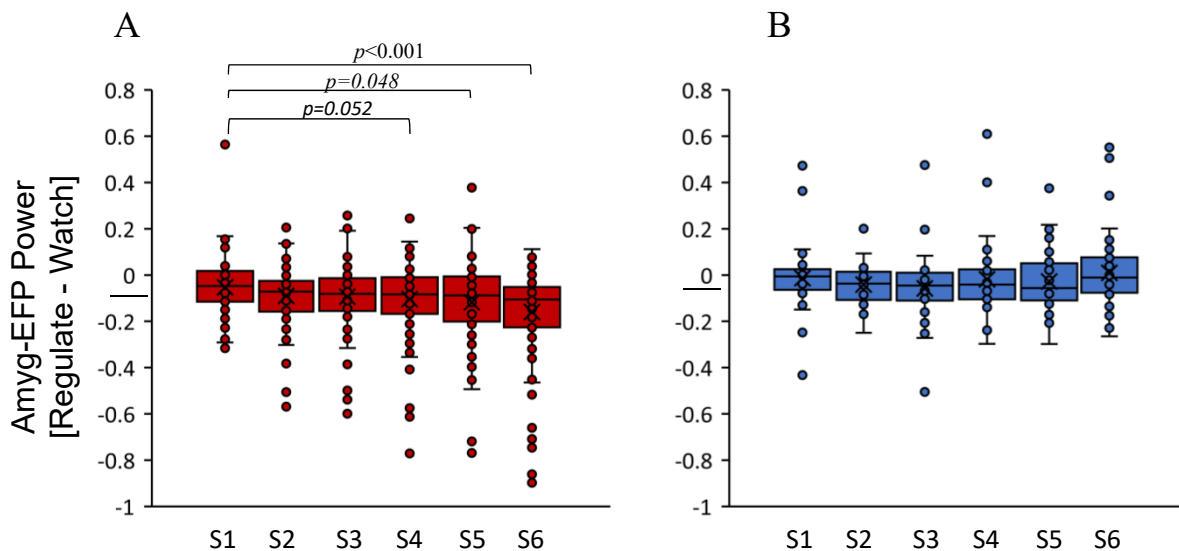 A
B
p<0.001
p=0.048
p=0.052
Amyg-EFP Power
[Regulate - Watch]
0.8
0.6
0.4
0.2
0
-0.2
-0.4
-0.6
-0.8
-1
S1 S2 S3 S4 S5 S6
0.8
0.6
0.4
0.2
0
-0.2
-0.4
-0.6
-0.8
-1
S1 S2 S3 S4 S5 S6